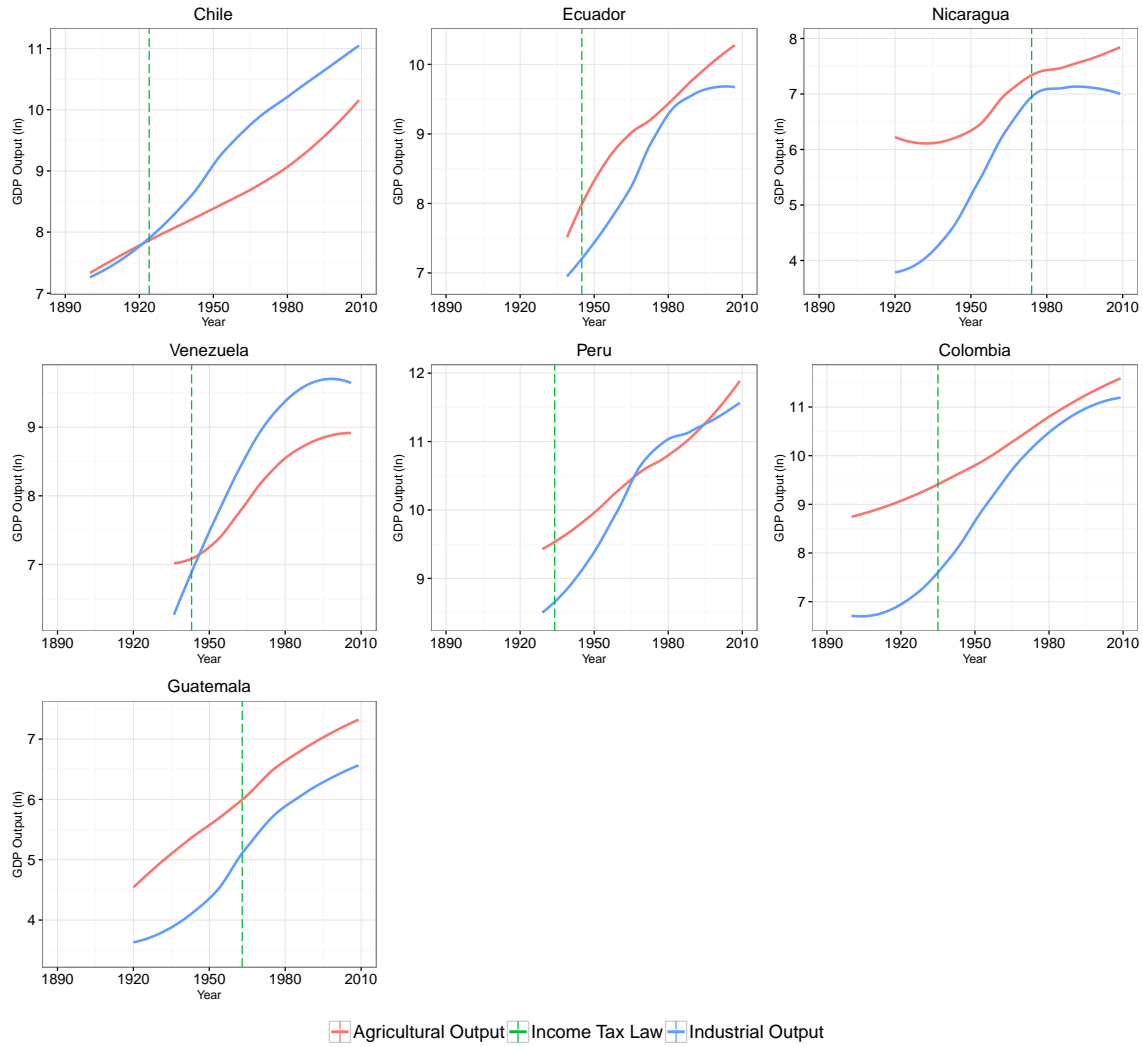 Chile
GDP Output (ln)
11
10
9
8
7
1890 1920 1950 1980 2010
Year
Ecuador
GDP Output (ln)
10
9
8
7
1890 1920 1950 1980 2010
Year
Nicaragua
GDP Output (ln)
8
7
6
5
4
1890 1920 1950 1980 2010
Year
Venezuela
GDP Output (ln)
9
8
7
1890 1920 1950 1980 2010
Year
Peru
GDP Output (ln)
12
11
10
9
1890 1920 1950 1980 2010
Year
Colombia
GDP Output (ln)
11
10
9
8
7
1890 1920 1950 1980 2010
Year
Guatemala
GDP Output (ln)
7
6
5
4
1890 1920 1950 1980 2010
Year
Agricultural Output Income Tax Law Industrial Output